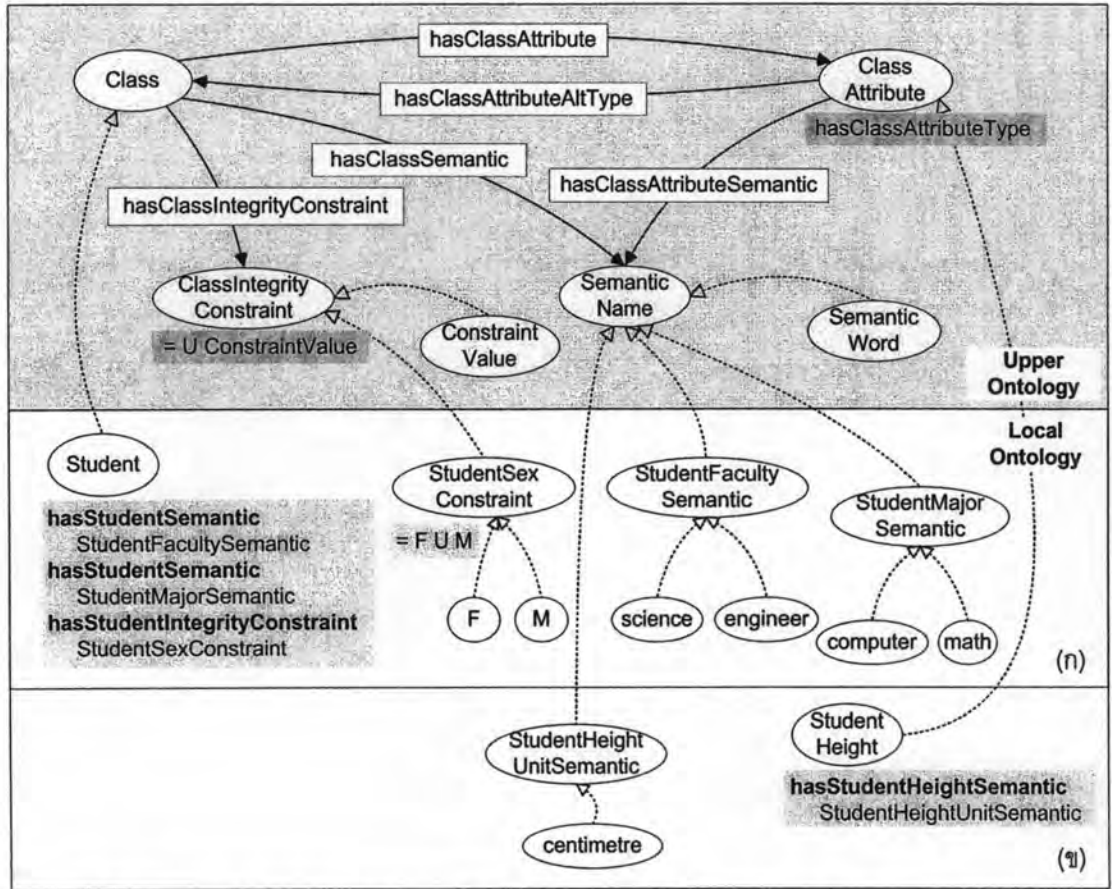 hasClassAttribute
Class
Class
Attribute
hasClassAttributeAltType
hasClassAttributeType
hasClassSemantic
hasClassAttributeSemantic
hasClassIntegrityConstraint
ClassIntegrity
Constraint
= U ConstraintValue
Constraint
Value
Semantic
Name
Semantic
Word
Upper
Ontology
Local
Ontology
Student
hasStudentSemantic
StudentFacultySemantic
hasStudentSemantic
StudentMajorSemantic
hasStudentIntegrityConstraint
StudentSexConstraint
StudentSex
Constraint
= F U M
F
M
StudentFaculty
Semantic
science
engineer
StudentMajor
Semantic
computer
math
(ก)
StudentHeight
UnitSemantic
centimetre
Student
Height
hasStudentHeightSemantic
StudentHeightUnitSemantic
(ข)